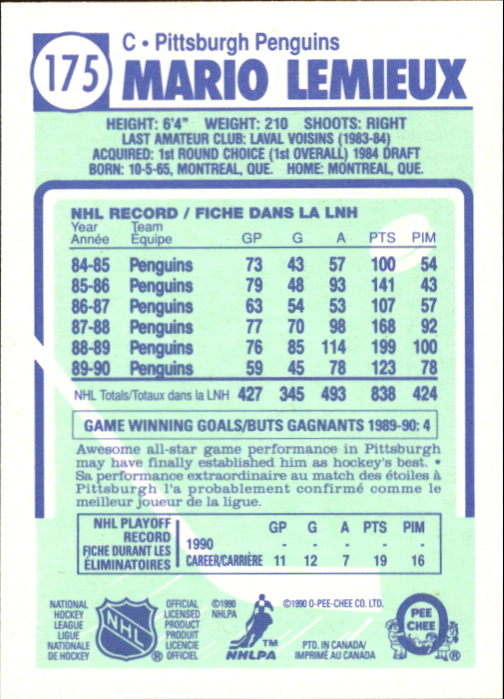 175
C • Pittsburgh Penguins
MARIO LEMIEUX
HEIGHT: 6'4" WEIGHT: 210 SHOOTS: RIGHT
LAST AMATEUR CLUB: LAVAL VOISINS (1983-84)
ACQUIRED: 1st ROUND CHOICE (1st OVERALL) 1984 DRAFT
BORN: 10-5-65, MONTREAL, QUE. HOME: MONTREAL, QUE.
NHL RECORD / FICHE DANS LA LNH
Year Team
Année Équipe GP G A PTS PIM
84-85 Penguins 73 43 57 100 54
85-86 Penguins 79 48 93 141 43
86-87 Penguins 63 54 53 107 57
87-88 Penguins 77 70 98 168 92
88-89 Penguins 76 85 114 199 100
89-90 Penguins 59 45 78 123 78
NHL Totals/Totaux dans la LNH 427 345 493 838 424
GAME WINNING GOALS/BUTS GAGNANTS 1989-90: 4
Awesome all-star game performance in Pittsburgh
may have finally established him as hockey's best. •
Sa performance extraordinaire au match des étoiles à
Pittsburgh l'a probablement confirmé comme le
meilleur joueur de la ligue.
NHL PLAYOFF
RECORD
FICHE DURANT LES
ÉLIMINATOIRES
GP G A PTS PIM
1990 - - - - -
CAREER/CARRIÈRE 11 12 7 19 16
NATIONAL
HOCKEY
LEAGUE
LIGUE
NATIONALE
DE HOCKEY
NHL
®
OFFICIAL
LICENSED
PRODUCT
PRODUIT
LICENCIÉ
OFFICIEL
©1990
NHLPA
TM
NHLPA
©1990 O-PEE-CHEE CO. LTD.
PTD. IN CANADA/
IMPRIMÉ AU CANADA
O
PEE
CHEE
®